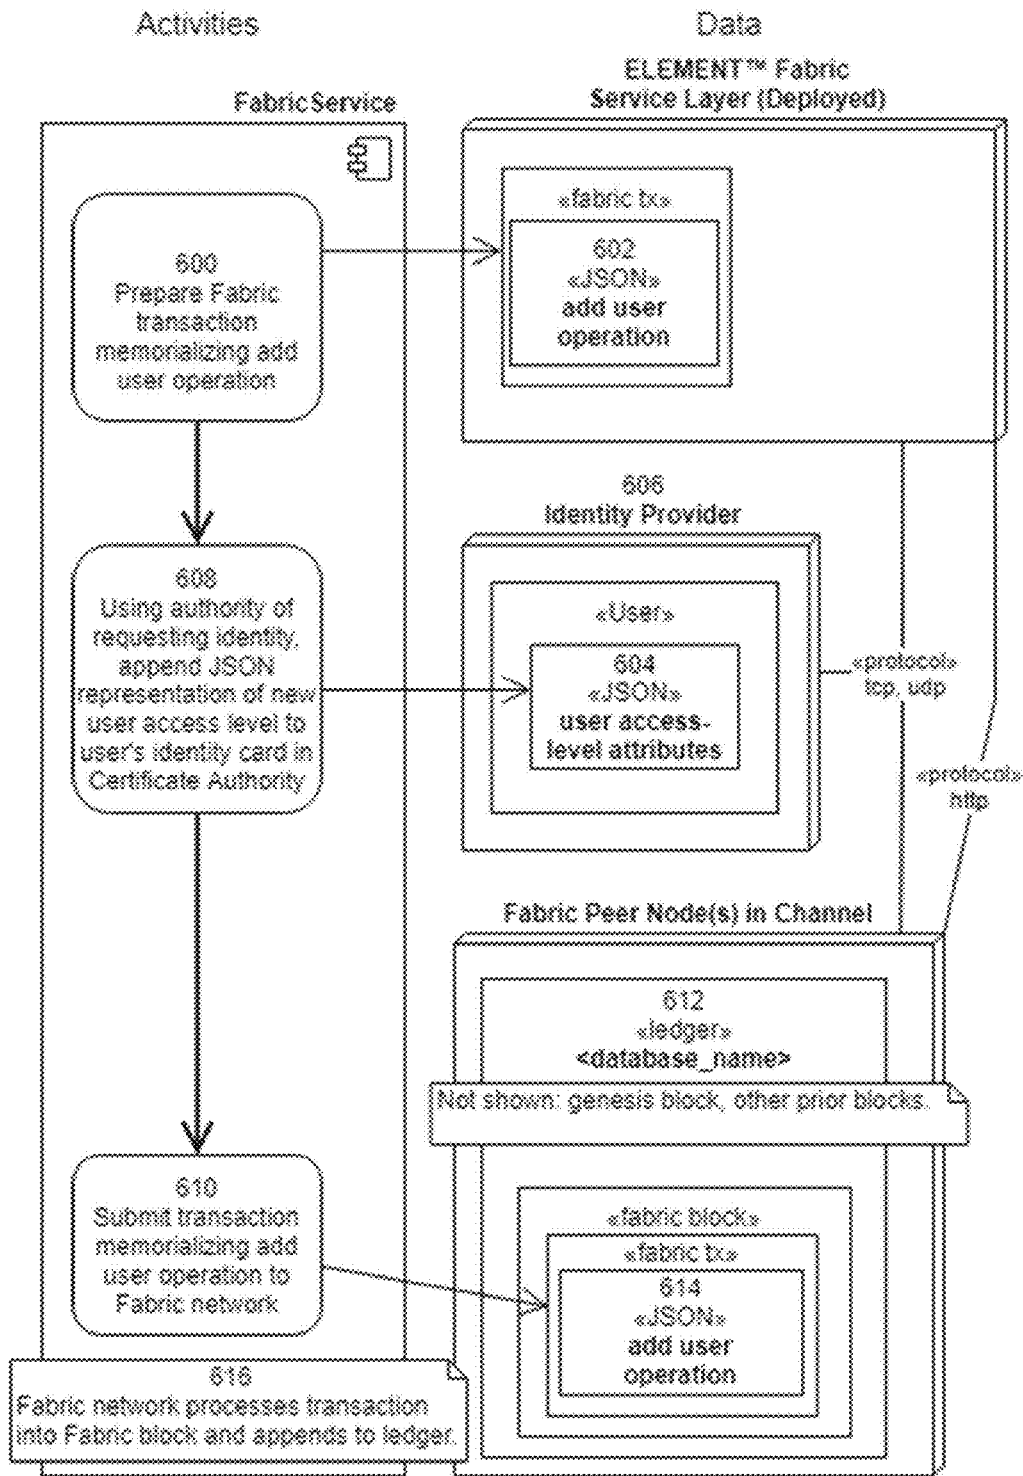 Activities
Data
ELEMENT™ Fabric
Service Layer (Deployed)
FabricService
«fabric tx»
600
Prepare Fabric
transaction
memorializing add
user operation
602
«JSON»
add user
operation
606
Identity Provider
608
Using authority of
requesting identity,
append JSON
representation of new
user access level to
user's identity card in
Certificate Authority
«User»
604
«JSON»
user access-
level attributes
«protocol»
tcp, udp
«protocol»
http
Fabric Peer Node(s) in Channel
612
«ledger»
<database_name>
Not shown: genesis block, other prior blocks.
610
Submit transaction
memorializing add
user operation to
Fabric network
«fabric block»
«fabric tx»
614
«JSON»
add user
operation
616
Fabric network processes transaction
into Fabric block and appends to ledger.